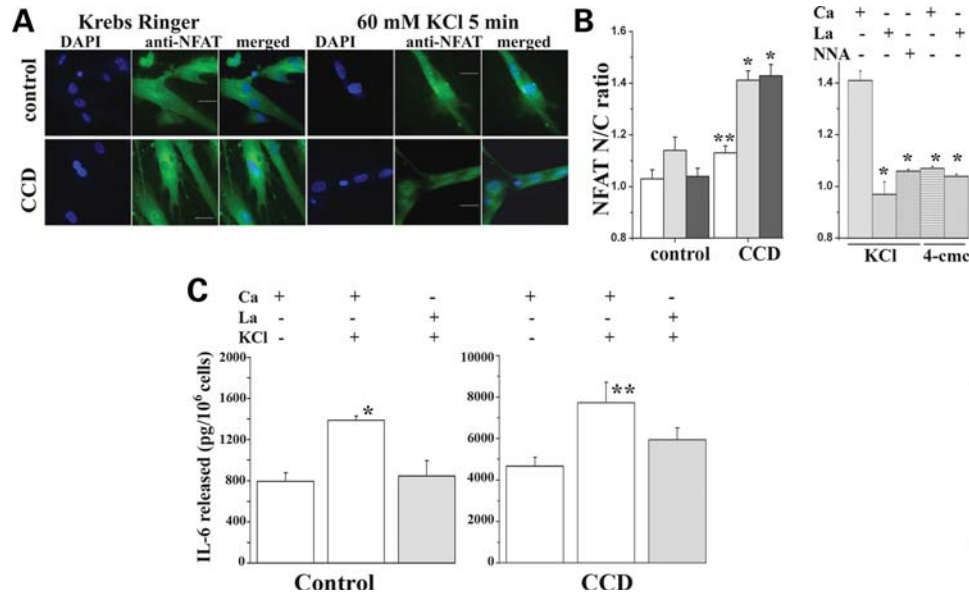 A
Krebs Ringer
60 mM KCl 5 min
DAPI anti-NFAT merged DAPI anti-NFAT merged
control
CCD
B
NFAT N/C ratio
1.6
1.4
1.2
1.0
0.8
control CCD
Ca + + 
La + +
NNA +
1.6
1.4
1.2
1.0
0.8
* *
**
* * * *
KCl 4-cmc
C
Ca + + - + + -
La - - + - - +
KCl - + + - + +
IL-6 released (pg/10⁶ cells)
2000
1600
1200
800
400
0
*
Control
10000
8000
6000
4000
2000
0
**
CCD